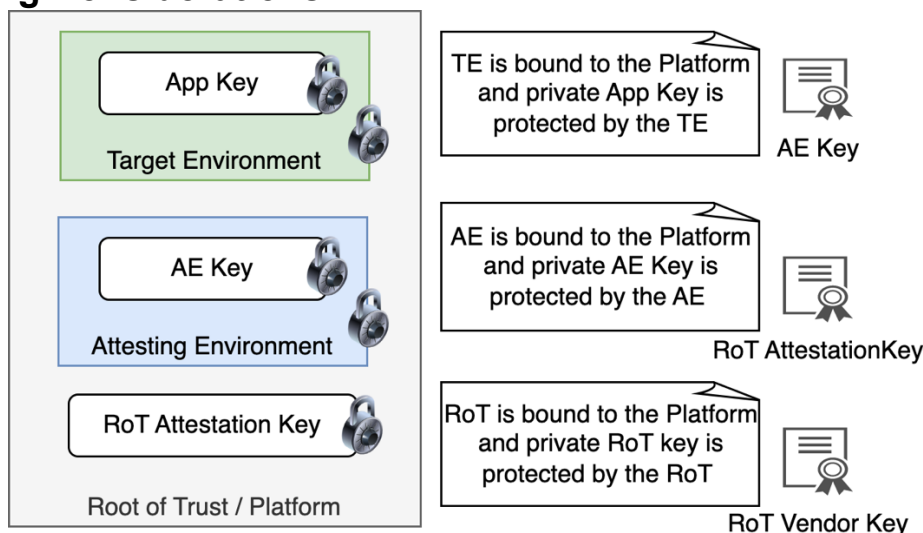 App Key
Target Environment
AE Key
Attesting Environment
RoT Attestation Key
Root of Trust / Platform
TE is bound to the Platform
and private App Key is
protected by the TE
AE Key
AE is bound to the Platform
and private AE Key is
protected by the AE
RoT AttestationKey
RoT is bound to the Platform
and private RoT key is
protected by the RoT
RoT Vendor Key